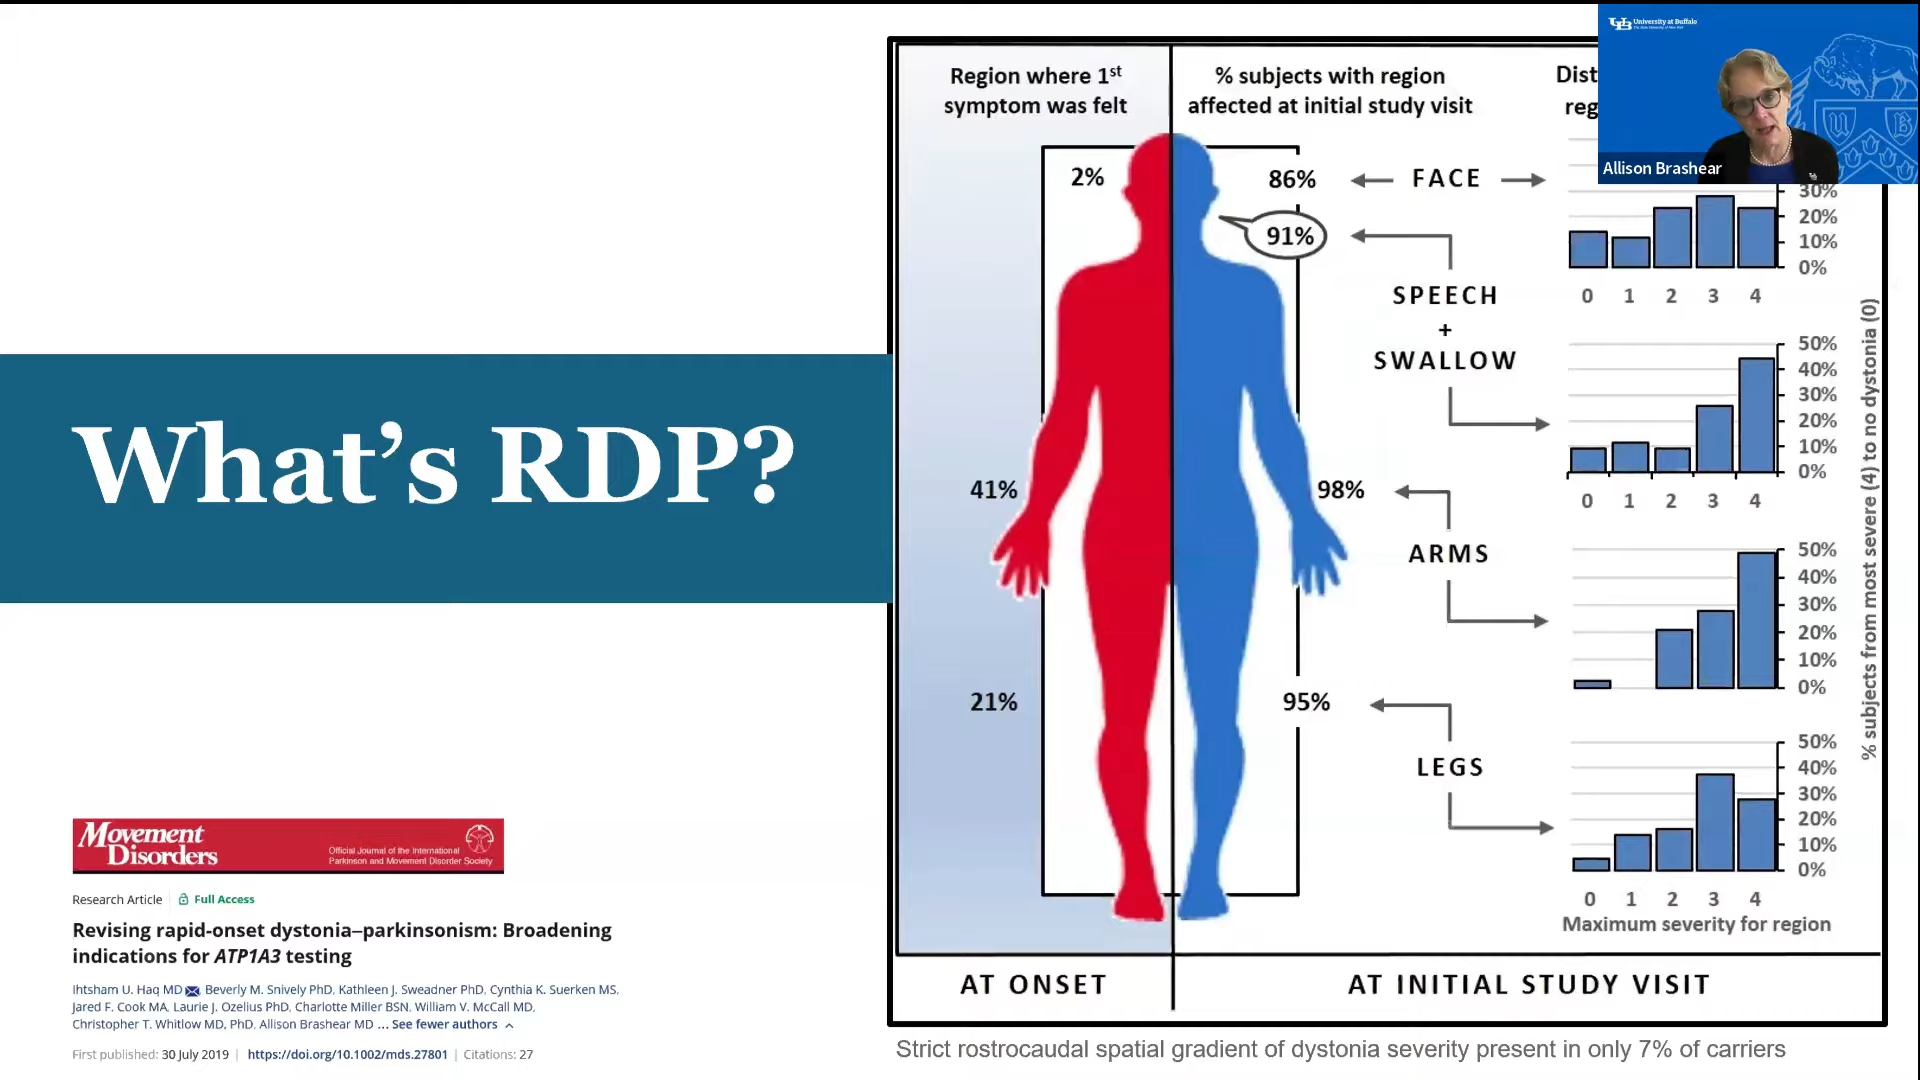 What's RDP?
Movement
Disorders
Official Journal of the International
Parkinson and Movement Disorder Society
Research Article | Full Access
Revising rapid-onset dystonia–parkinsonism: Broadening
indications for ATP1A3 testing
Ihtsham U. Haq MD, Beverly M. Snively PhD, Kathleen J. Sweadner PhD, Cynthia K. Suerken MS,
Jared F. Cook MA, Laurie J. Ozelius PhD, Charlotte Miller BSN, William V. McCall MD,
Christopher T. Whitlow MD, PhD, Allison Brashear MD ... See fewer authors
First published: 30 July 2019 | https://doi.org/10.1002/mds.27801 | Citations: 27
Region where 1st
symptom was felt
2%
41%
21%
AT ONSET
% subjects with region
affected at initial study visit
86%
91%
98%
95%
FACE
SPEECH
+
SWALLOW
ARMS
LEGS
Dist
reg
30%
20%
10%
0%
0 1 2 3 4
50%
40%
30%
20%
10%
0%
0 1 2 3 4
50%
40%
30%
20%
10%
0%
50%
40%
30%
20%
10%
0%
0 1 2 3 4
Maximum severity for region
% subjects from most severe (4) to no dystonia (0)
AT INITIAL STUDY VISIT
Strict rostrocaudal spatial gradient of dystonia severity present in only 7% of carriers
University at Buffalo
Allison Brashear